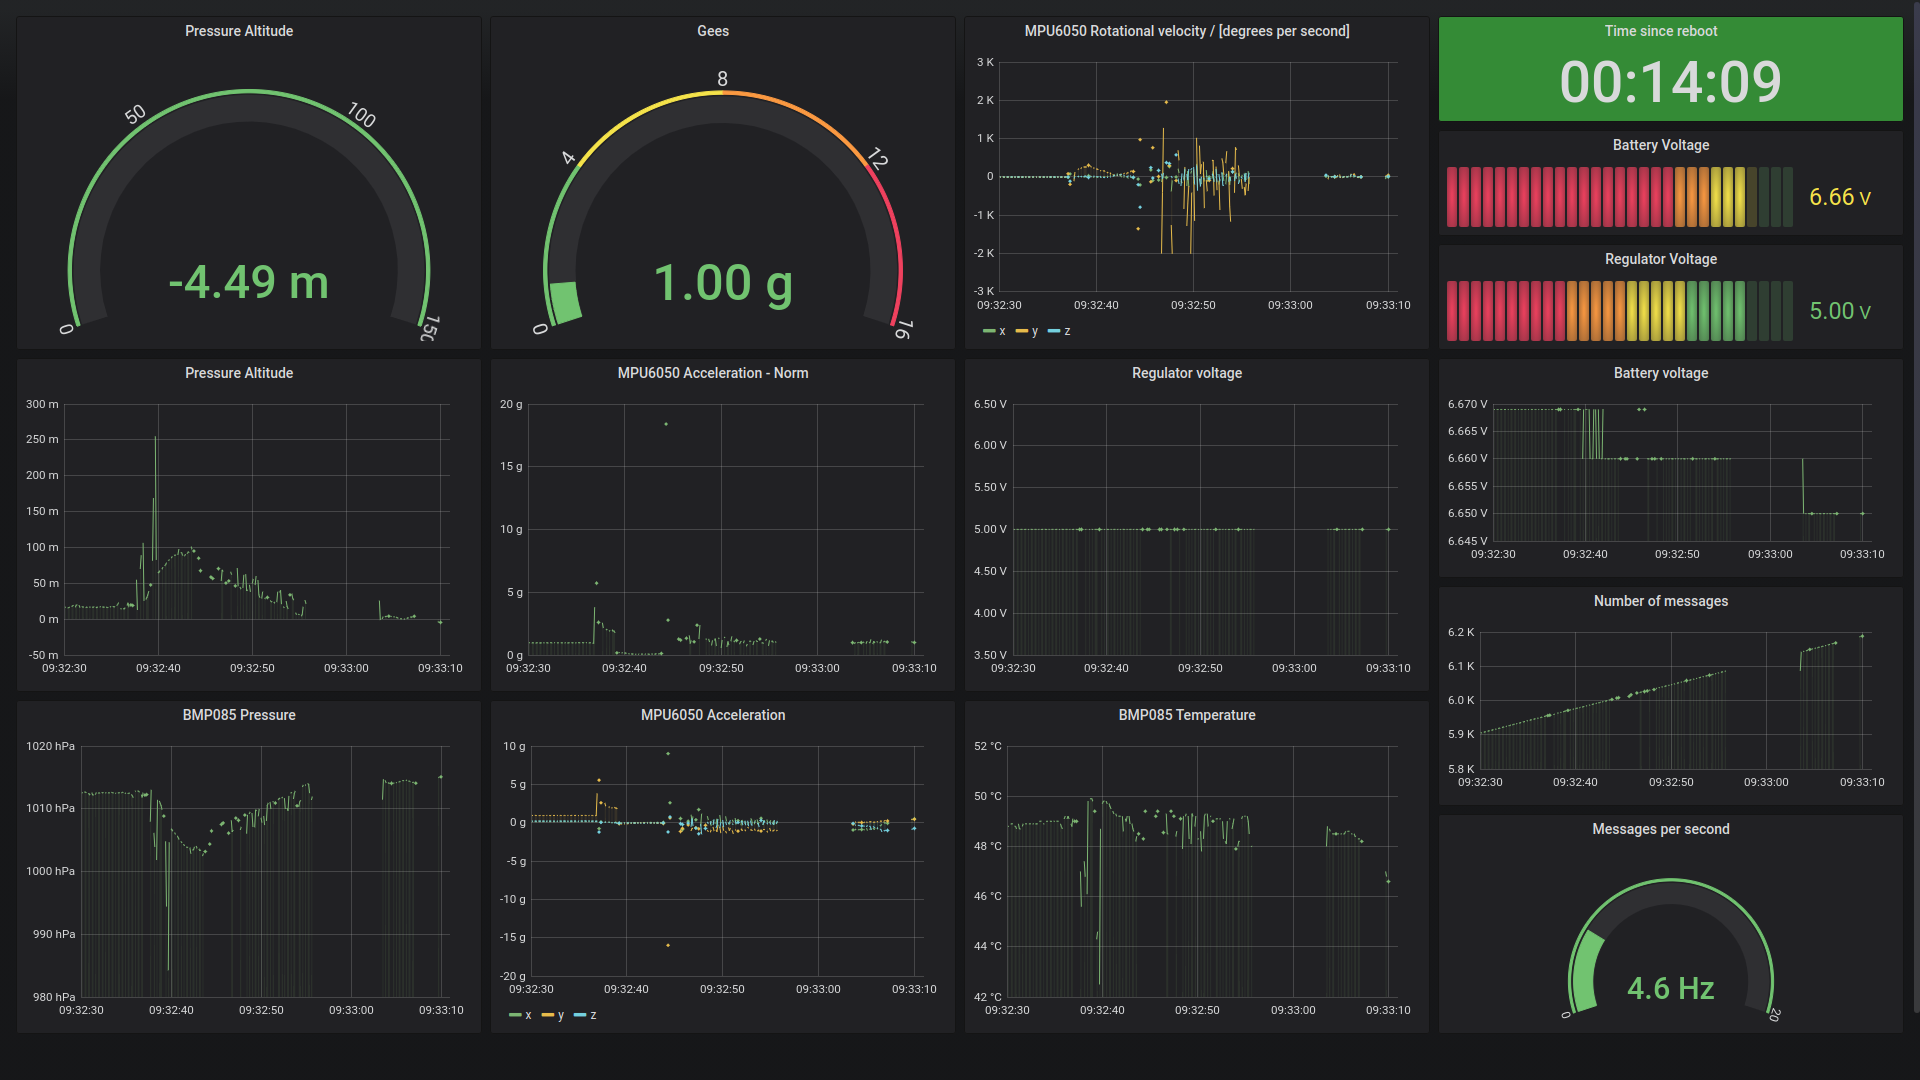 Pressure Altitude
0
50
100
150
-4.49 m
Gees
0
4
8
12
16
1.00 g
MPU6050 Rotational velocity / [degrees per second]
3 K
2 K
1 K
0
-1 K
-2 K
-3 K
09:32:30 09:32:40 09:32:50 09:33:00 09:33:10
x y z
Time since reboot
00:14:09
Battery Voltage
6.66 V
Regulator Voltage
5.00 V
Pressure Altitude
300 m
250 m
200 m
150 m
100 m
50 m
0 m
-50 m
09:32:30 09:32:40 09:32:50 09:33:00 09:33:10
MPU6050 Acceleration - Norm
20 g
15 g
10 g
5 g
0 g
09:32:30 09:32:40 09:32:50 09:33:00 09:33:10
Regulator voltage
6.50 V
6.00 V
5.50 V
5.00 V
4.50 V
4.00 V
3.50 V
09:32:30 09:32:40 09:32:50 09:33:00 09:33:10
Battery voltage
6.670 V
6.665 V
6.660 V
6.655 V
6.650 V
6.645 V
09:32:30 09:32:40 09:32:50 09:33:00 09:33:10
Number of messages
6.2 K
6.1 K
6.0 K
5.9 K
5.8 K
09:32:30 09:32:40 09:32:50 09:33:00 09:33:10
BMP085 Pressure
1020 hPa
1010 hPa
1000 hPa
990 hPa
980 hPa
09:32:30 09:32:40 09:32:50 09:33:00 09:33:10
MPU6050 Acceleration
10 g
5 g
0 g
-5 g
-10 g
-15 g
-20 g
09:32:30 09:32:40 09:32:50 09:33:00 09:33:10
x y z
BMP085 Temperature
52 °C
50 °C
48 °C
46 °C
44 °C
42 °C
09:32:30 09:32:40 09:32:50 09:33:00 09:33:10
Messages per second
0
20
4.6 Hz